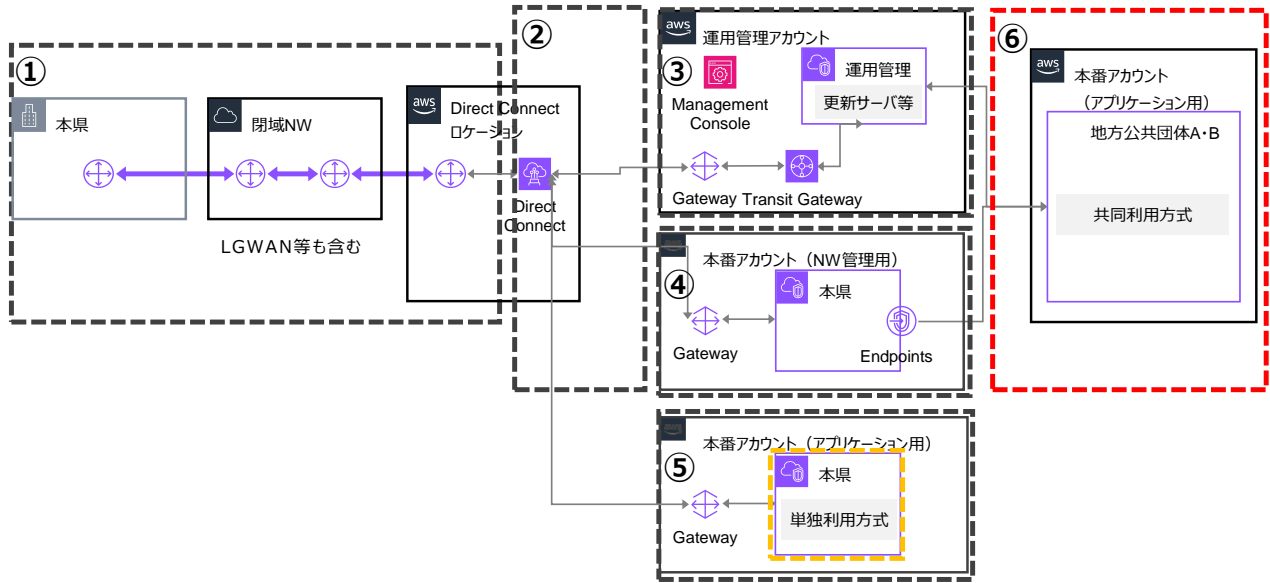 ①
本県
閉域NW
LGWAN等も含む
aws
Direct Connect
ロケーション
②
Direct
Connect
aws
運用管理アカウント
③
Management
Console
運用管理
更新サーバ等
Gateway
Transit Gateway
本番アカウント（NW管理用）
④
本県
Gateway
Endpoints
本番アカウント（アプリケーション用）
⑤
本県
単独利用方式
Gateway
⑥
aws
本番アカウント
（アプリケーション用）
地方公共団体A・B
共同利用方式